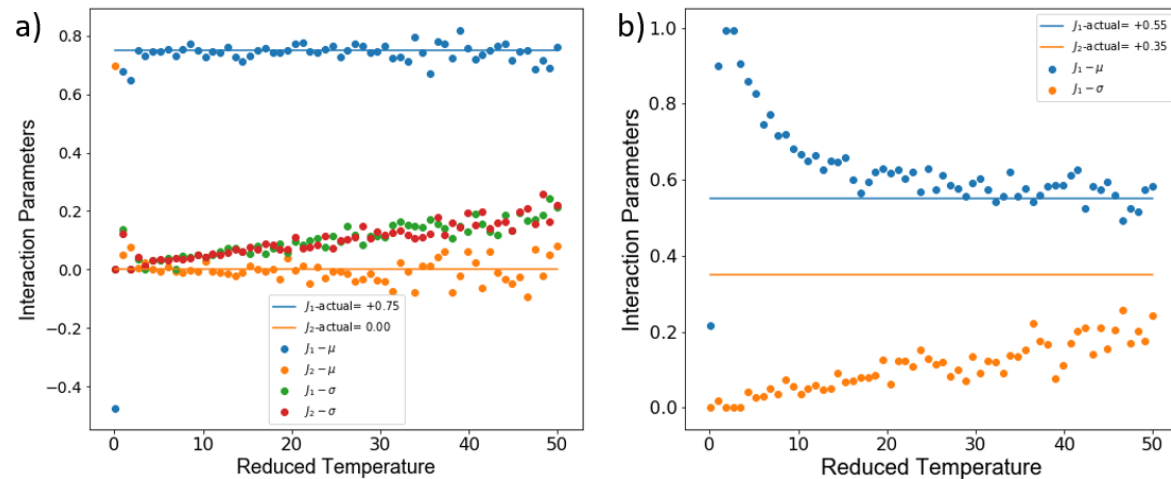 a)
Interaction Parameters
0.8
0.6
0.4
0.2
0.0
−0.2
−0.4
J₁-actual= +0.75
J₂-actual= 0.00
J₁ − μ
J₂ − μ
J₁ − σ
J₂ − σ
0 10 20 30 40 50
Reduced Temperature
b)
Interaction Parameters
1.0
0.8
0.6
0.4
0.2
0.0
J₁-actual= +0.55
J₂-actual= +0.35
J₁ − μ
J₁ − σ
0 10 20 30 40 50
Reduced Temperature